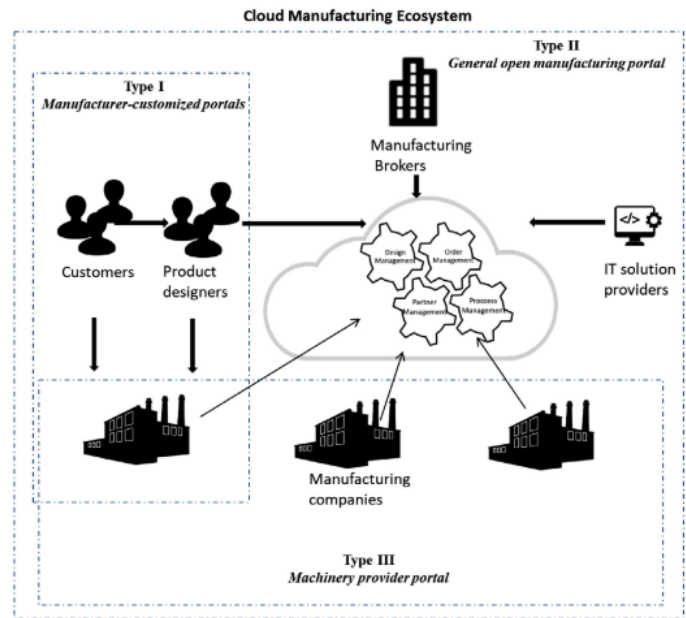 Cloud Manufacturing Ecosystem
Type II
General open manufacturing portal
Type I
Manufacturer-customized portals
Manufacturing
Brokers
Design
Management
Order
Management
Customers
Product
designers
IT solution
providers
Partner
Management
Proccess
Management
Manufacturing
companies
Type III
Machinery provider portal